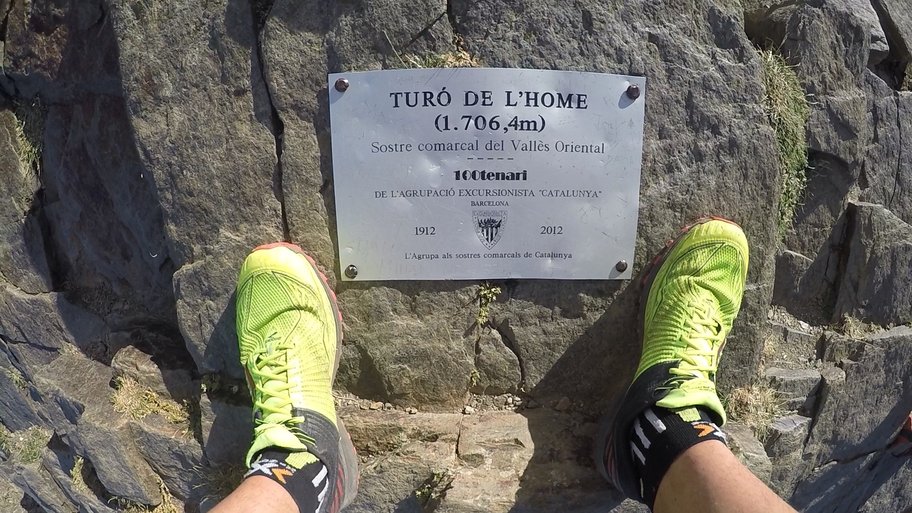 TURÓ DE L'HOME
(1.706,4m)
Sostre comarcal del Vallès Oriental
-----
100tenari
DE L'AGRUPACIÓ EXCURSIONISTA "CATALUNYA"
BARCELONA
1912 2012
L'Agrupa als sostres comarcals de Catalunya